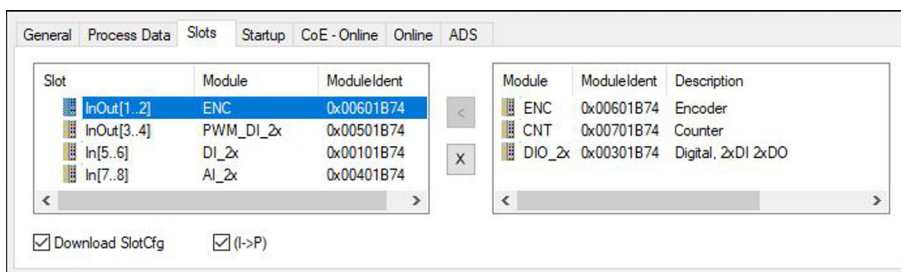 General Process Data Slots Startup CoE - Online Online ADS
Slot Module ModuleIdent
InOut[1..2] ENC 0x00601B74
InOut[3..4] PWM_DI_2x 0x00501B74
In[5..6] DI_2x 0x00101B74
In[7..8] AI_2x 0x00401B74
<
X
Module ModuleIdent Description
ENC 0x00601B74 Encoder
CNT 0x00701B74 Counter
DIO_2x 0x00301B74 Digital, 2xDI 2xDO
Download SlotCfg (I->P)